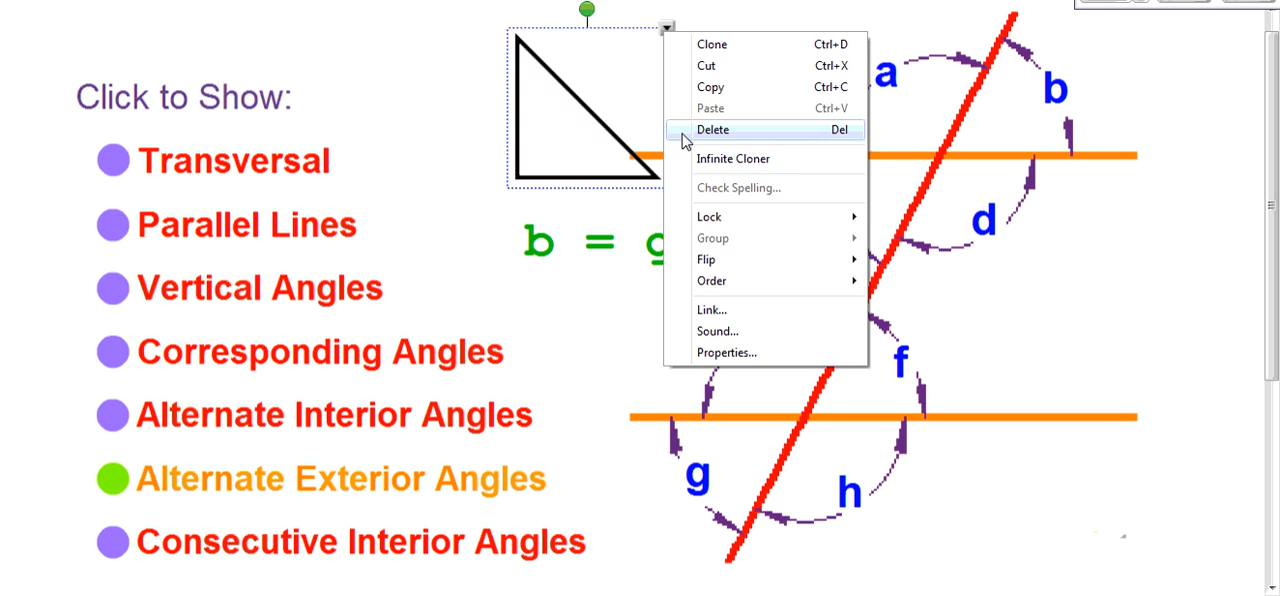 Click to Show:
Transversal
Parallel Lines
Vertical Angles
Corresponding Angles
Alternate Interior Angles
Alternate Exterior Angles
Consecutive Interior Angles
b = g
Clone Ctrl+D
Cut Ctrl+X
Copy Ctrl+C
Paste Ctrl+V
Delete Del
Infinite Cloner
Check Spelling...
Lock
Group
Flip
Order
Link...
Sound...
Properties...
a
b
d
f
g
h